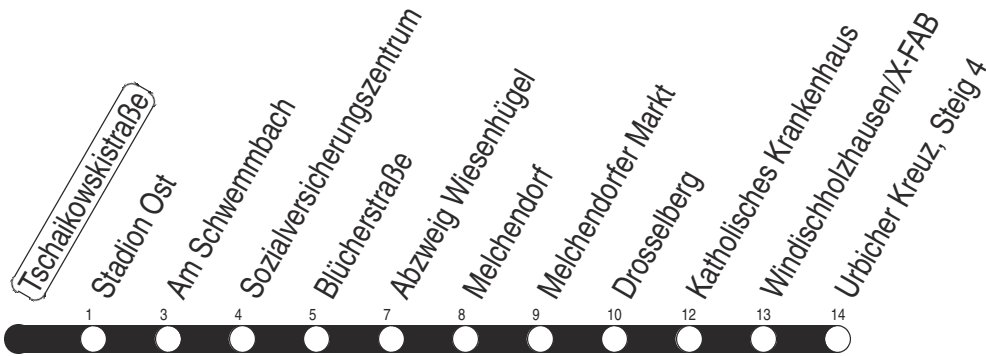 Tschaikowskistraße
Stadion Ost
Am Schwemmbach
Sozialversicherungszentrum
Blücherstraße
Abzweig Wiesenhügel
Melchendorf
Melchendorfer Markt
Drosselberg
Katholisches Krankenhaus
Windischholzhausen/X-FAB
Urbicher Kreuz, Steig 4
1 3 4 5 7 8 9 10 12 13 14